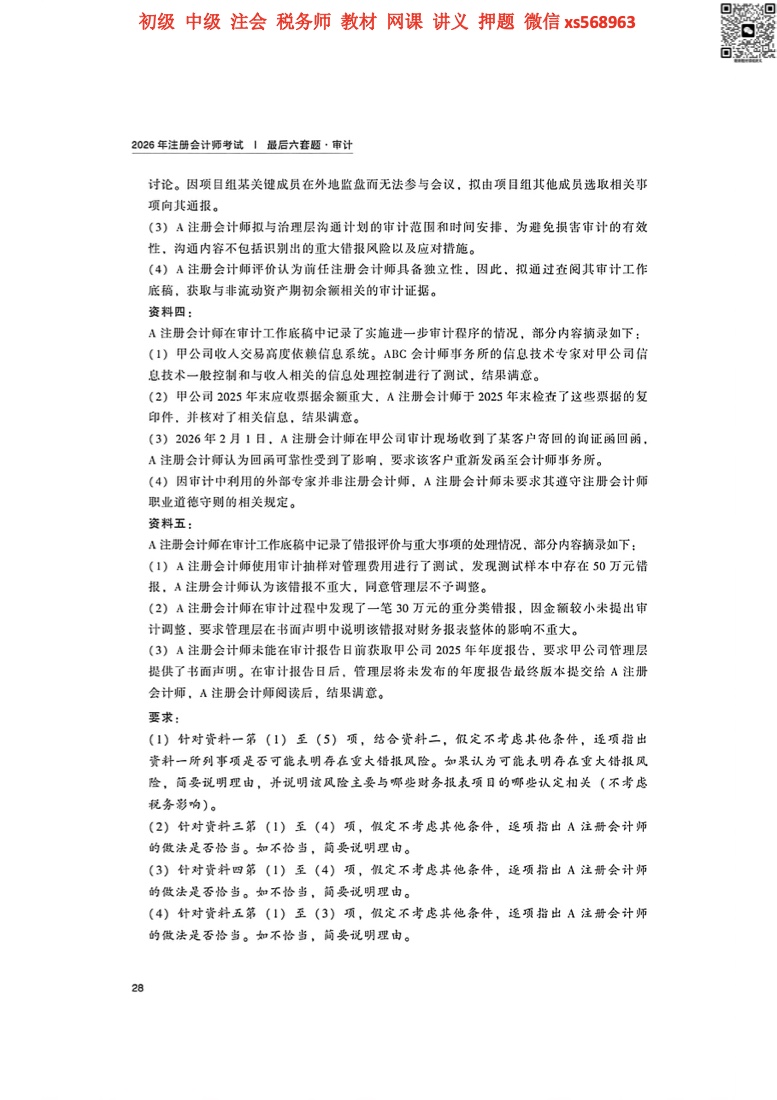 初级 中级 注会 税务师 教材 网课 讲义 押题 微信 xs568963
2026 年注册会计师考试 | 最后六套题·审计
讨论。因项目组某关键成员在外地监盘而无法参与会议，拟由项目组其他成员选取相关事
项向其通报。
（3）A 注册会计师拟与治理层沟通计划的审计范围和时间安排，为避免损害审计的有效
性，沟通内容不包括识别出的重大错报风险以及应对措施。
（4）A 注册会计师评价认为前任注册会计师具备独立性，因此，拟通过查阅其审计工作
底稿，获取与非流动资产期初余额相关的审计证据。
资料四：
A 注册会计师在审计工作底稿中记录了实施进一步审计程序的情况，部分内容摘录如下：
（1）甲公司收入交易高度依赖信息系统。ABC 会计师事务所的信息技术专家对甲公司信
息技术一般控制和与收入相关的信息处理控制进行了测试，结果满意。
（2）甲公司 2025 年末应收票据余额重大，A 注册会计师于 2025 年末检查了这些票据的复
印件，并核对了相关信息，结果满意。
（3）2026 年 2 月 1 日，A 注册会计师在甲公司审计现场收到了某客户寄回的询证函回函，
A 注册会计师认为回函可靠性受到了影响，要求该客户重新发函至会计师事务所。
（4）因审计中利用的外部专家并非注册会计师，A 注册会计师未要求其遵守注册会计师
职业道德守则的相关规定。
资料五：
A 注册会计师在审计工作底稿中记录了错报评价与重大事项的处理情况，部分内容摘录如下：
（1）A 注册会计师使用审计抽样对管理费用进行了测试，发现测试样本中存在 50 万元错
报，A 注册会计师认为该错报不重大，同意管理层不予调整。
（2）A 注册会计师在审计过程中发现了一笔 30 万元的重分类错报，因金额较小未提出审
计调整，要求管理层在书面声明中说明该错报对财务报表整体的影响不重大。
（3）A 注册会计师未能在审计报告日前获取甲公司 2025 年年度报告，要求甲公司管理层
提供了书面声明。在审计报告日后，管理层将未发布的年度报告最终版本提交给 A 注册
会计师，A 注册会计师阅读后，结果满意。
要求：
（1）针对资料一第（1）至（5）项，结合资料二，假定不考虑其他条件，逐项指出
资料一所列事项是否可能表明存在重大错报风险。如果认为可能表明存在重大错报风
险，简要说明理由，并说明该风险主要与哪些财务报表项目的哪些认定相关（不考虑
税务影响）。
（2）针对资料三第（1）至（4）项，假定不考虑其他条件，逐项指出 A 注册会计师
的做法是否恰当。如不恰当，简要说明理由。
（3）针对资料四第（1）至（4）项，假定不考虑其他条件，逐项指出 A 注册会计师
的做法是否恰当。如不恰当，简要说明理由。
（4）针对资料五第（1）至（3）项，假定不考虑其他条件，逐项指出 A 注册会计师
的做法是否恰当。如不恰当，简要说明理由。
28